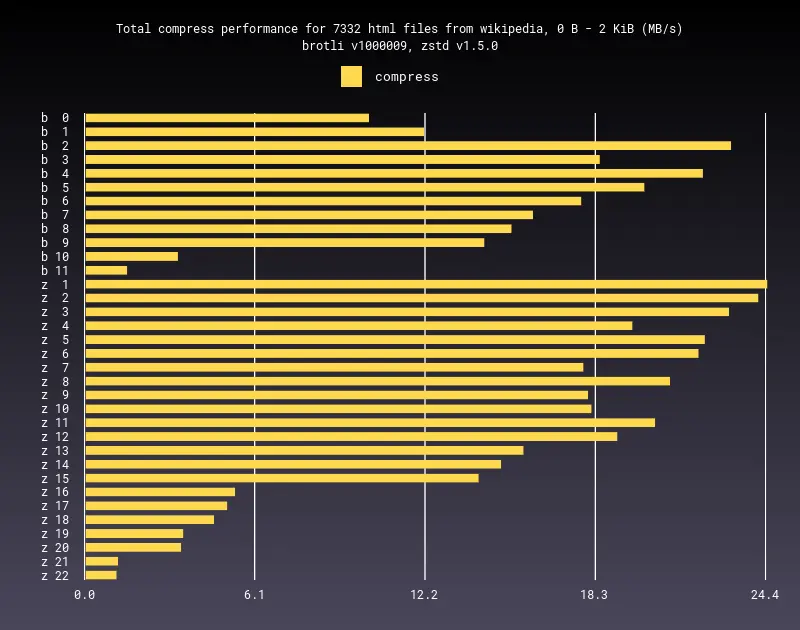 Total compress performance for 7332 html files from wikipedia, 0 B - 2 KiB (MB/s)
brotli v1000009, zstd v1.5.0
compress
b 0
b 1
b 2
b 3
b 4
b 5
b 6
b 7
b 8
b 9
b 10
b 11
z 1
z 2
z 3
z 4
z 5
z 6
z 7
z 8
z 9
z 10
z 11
z 12
z 13
z 14
z 15
z 16
z 17
z 18
z 19
z 20
z 21
z 22
0.0 6.1 12.2 18.3 24.4